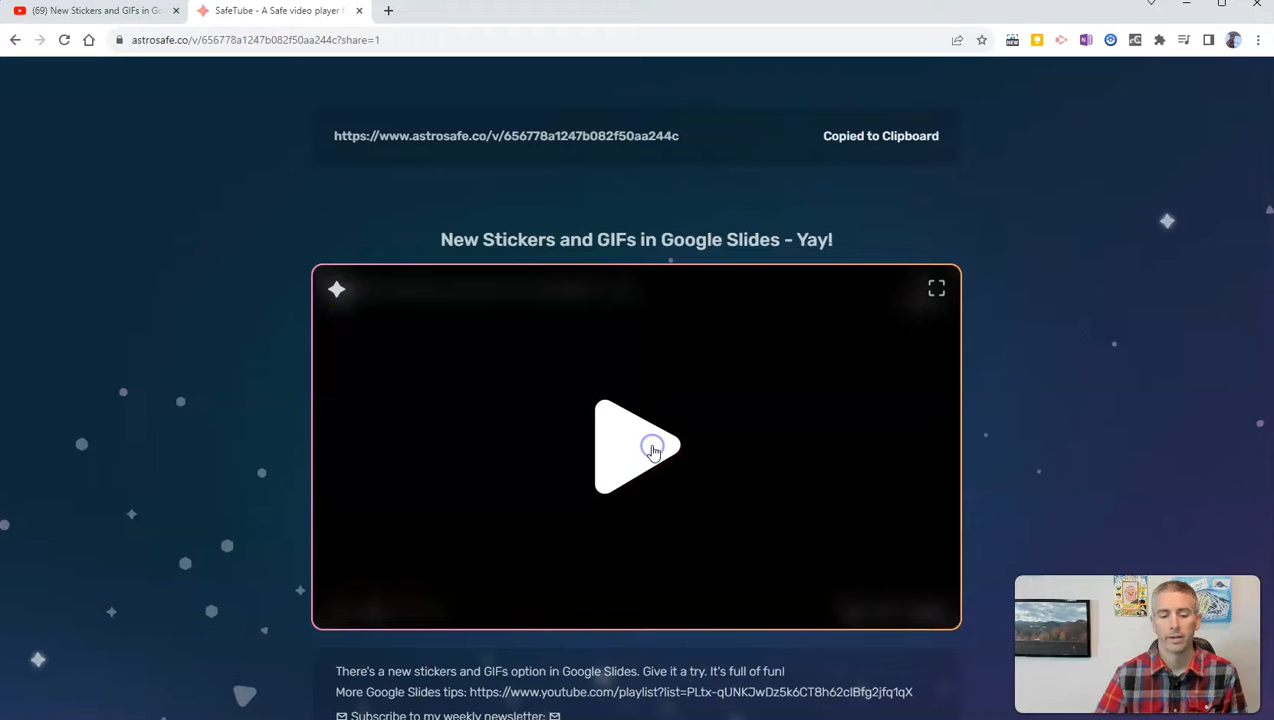 (69) New Stickers and GIFs in Go
SafeTube - A Safe video player f
astrosafe.co/v/656778a1247b082f50aa244c?share=1
NEW
https://www.astrosafe.co/v/656778a1247b082f50aa244c
Copied to Clipboard
New Stickers and GIFs in Google Slides - Yay!
There's a new stickers and GIFs option in Google Slides. Give it a try. It's full of fun!
More Google Slides tips: https://www.youtube.com/playlist?list=PLtx-qUNKJwDz5k6CT8h62clBfg2jfq1qX
Subscribe to my weekly newsletter: